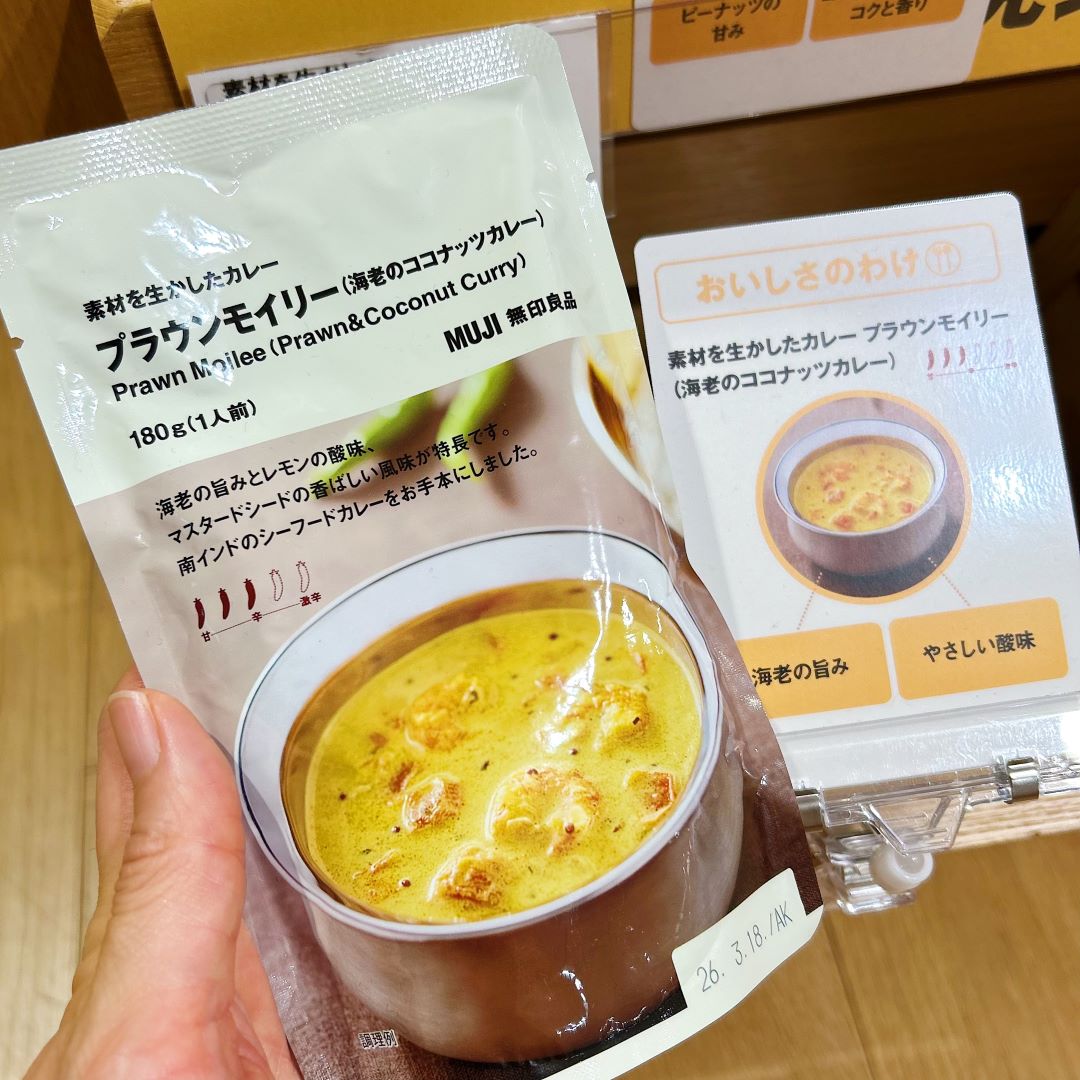 ピーナッツの
甘み
コクと香り
素材を生かした
素材を生かしたカレー
プラウンモイリー(海老のココナッツカレー)
Prawn Moilee (Prawn&Coconut Curry)
MUJI 無印良品
180g(1人前)
海老の旨みとレモンの酸味、
マスタードシードの香ばしい風味が特長です。
南インドのシーフードカレーをお手本にしました。
甘 辛 激辛
26. 3.18./AK
調理例
おいしさのわけ
素材を生かしたカレー プラウンモイリー
(海老のココナッツカレー)
海老の旨み
やさしい酸味